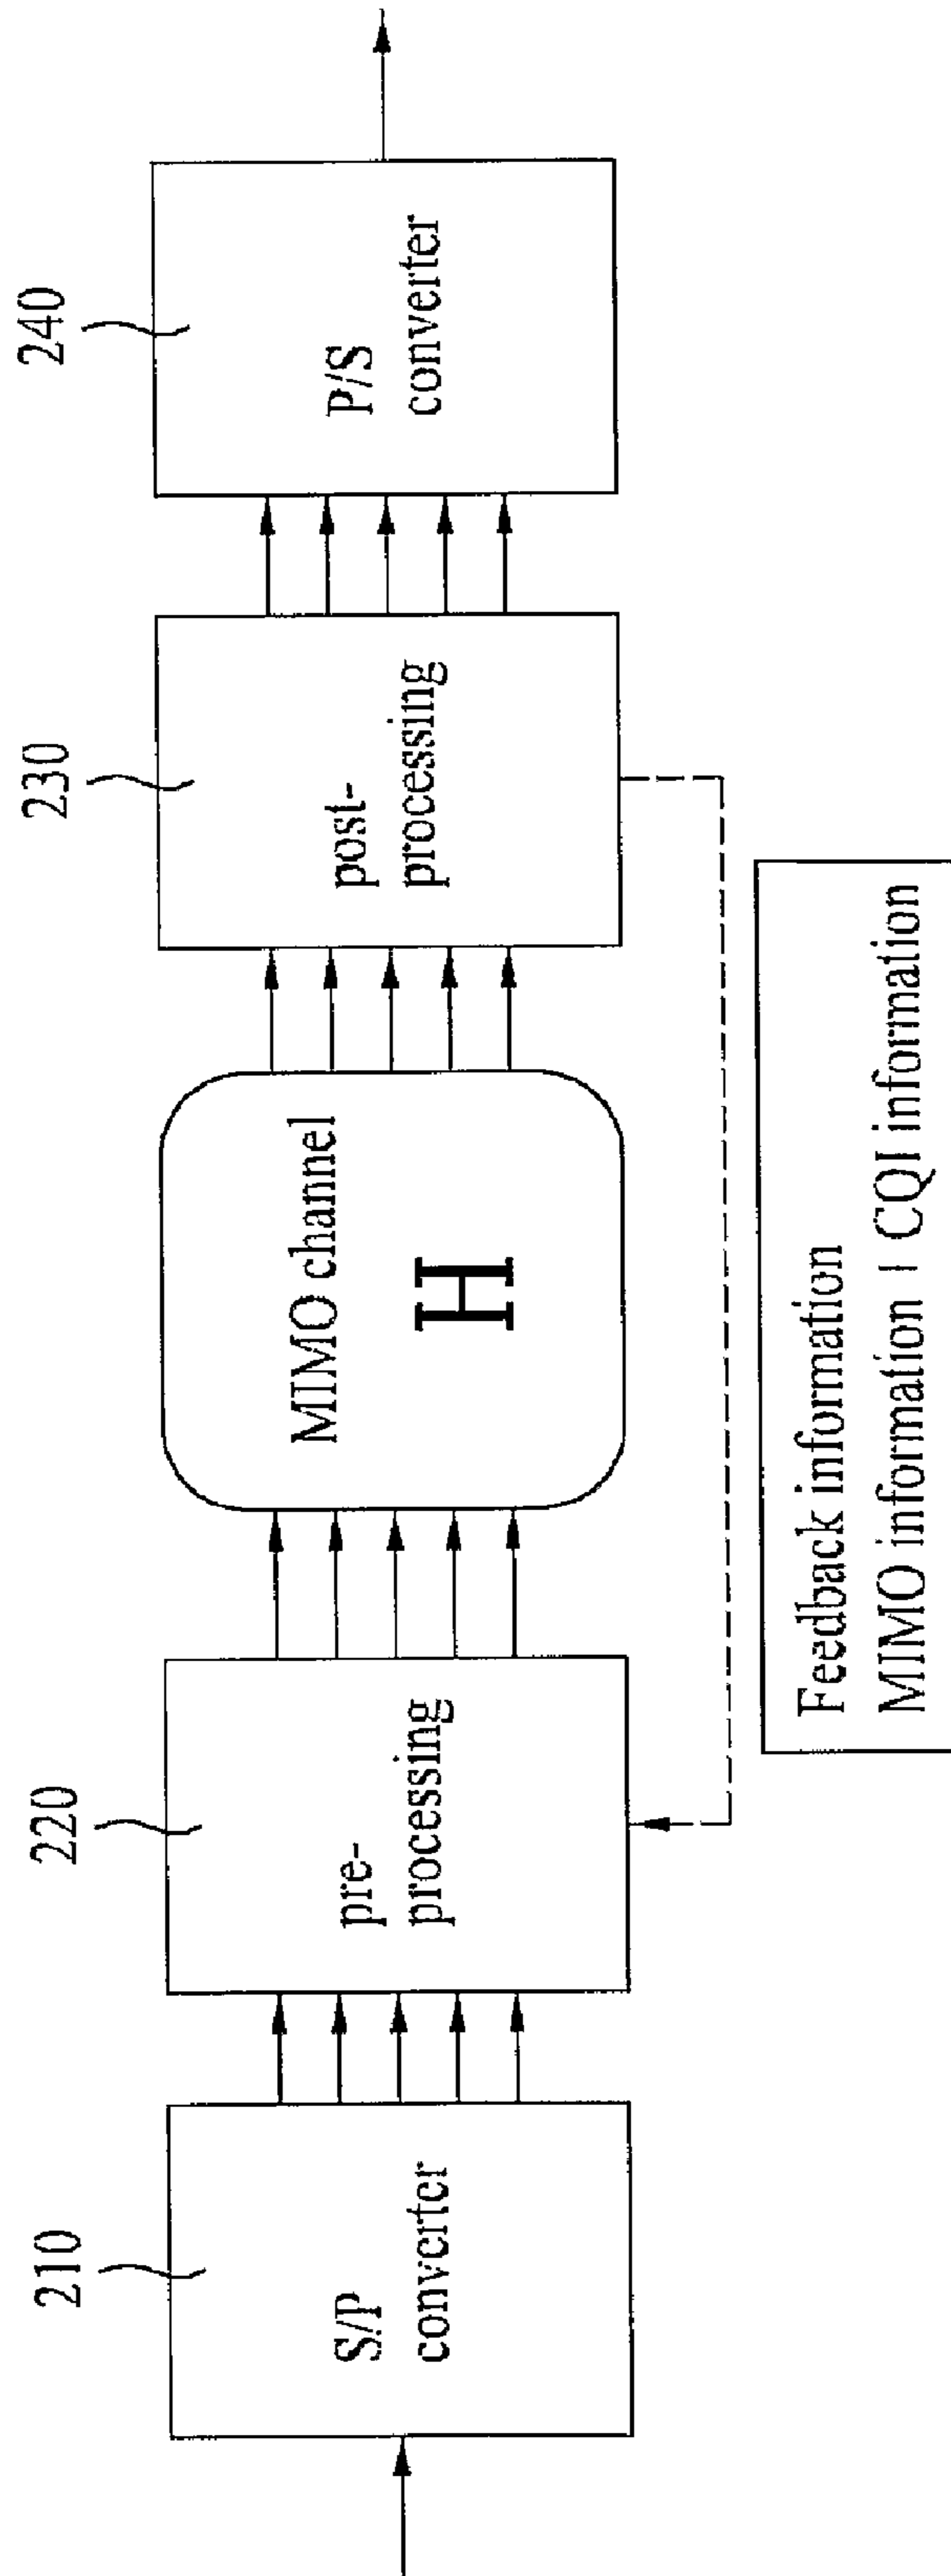 210
S/P
converter
220
pre-
processing
MIMO channel
H
230
post-
processing
240
P/S
converter
Feedback information
MIMO information | CQI information